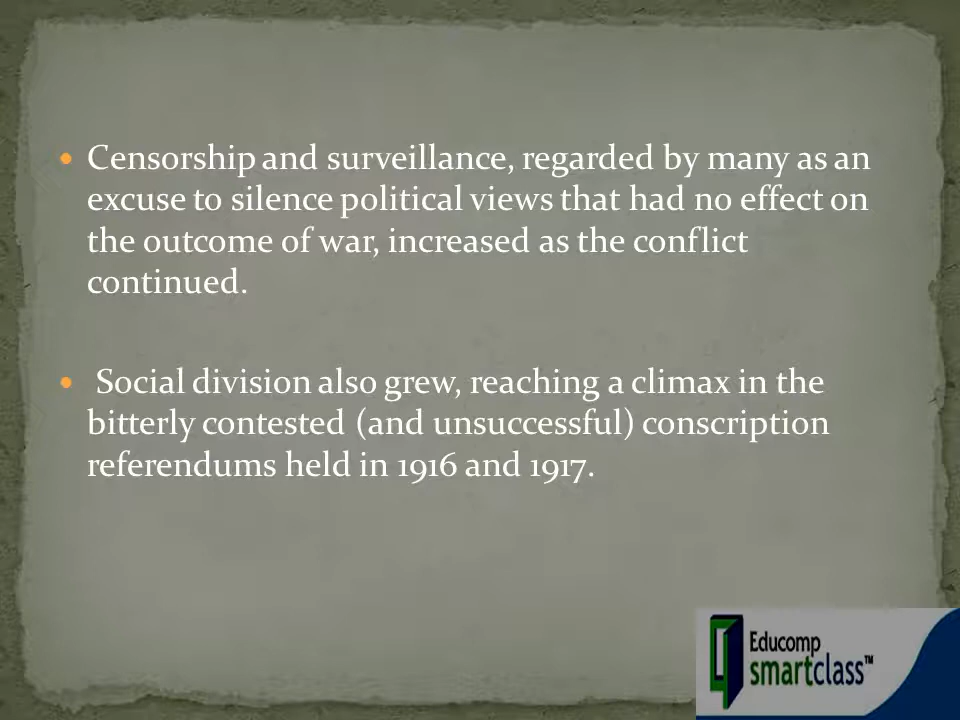 • Censorship and surveillance, regarded by many as an
excuse to silence political views that had no effect on
the outcome of war, increased as the conflict
continued.
• Social division also grew, reaching a climax in the
bitterly contested (and unsuccessful) conscription
referendums held in 1916 and 1917.
Educomp
smartclass™